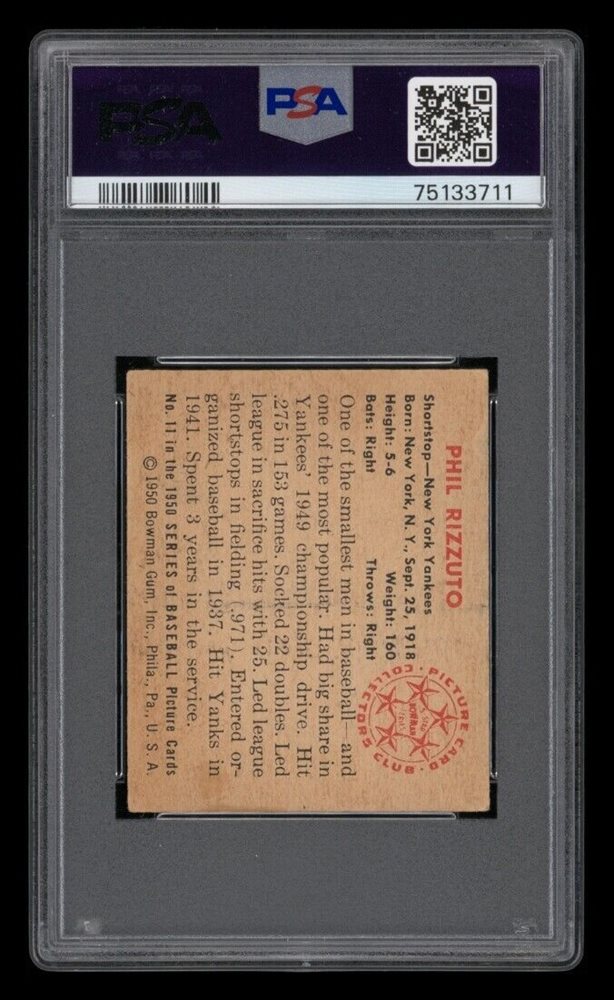 PSA
PSA
75133711
PHIL RIZZUTO
Shortstop—New York Yankees
Born: New York, N. Y., Sept. 25, 1918
Height: 5-6 Weight: 160
Bats: Right Throws: Right
PICTURE CARD
COLLECTORS CLUB
BOWMAN
One of the smallest men in baseball—and
one of the most popular. Had big share in
Yankees' 1949 championship drive. Hit
.275 in 153 games. Socked 22 doubles. Led
league in sacrifice hits with 25. Led league
shortstops in fielding (.971). Entered or-
ganized baseball in 1937. Hit Yanks in
1941. Spent 3 years in the service.
No. 11 in the 1950 SERIES of BASEBALL Picture Cards
© 1950 Bowman Gum, Inc., Phila., Pa., U. S. A.